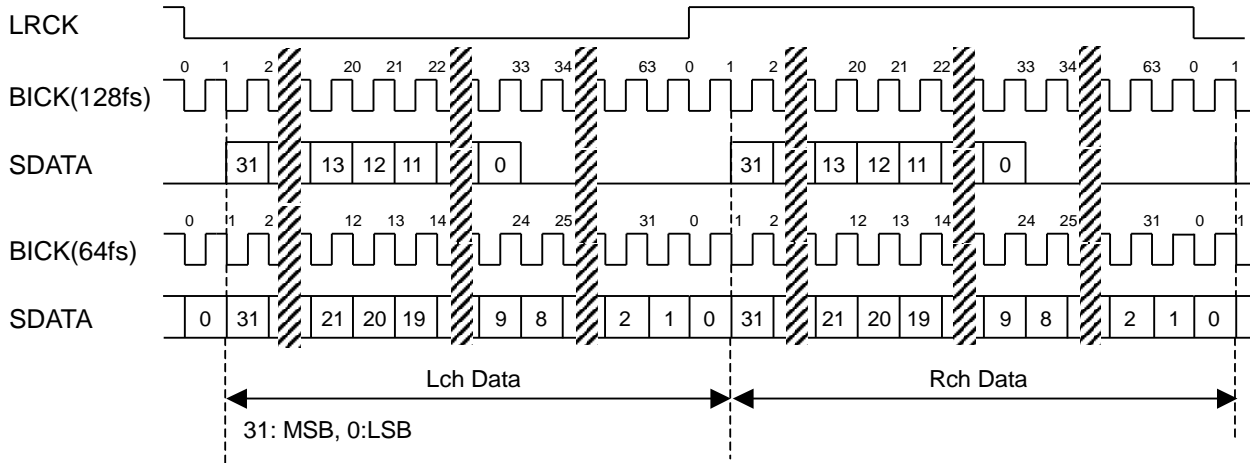 LRCK
0 1 2 20 21 22 33 34 63 0 1 2 20 21 22 33 34 63 0 1
BICK(128fs)
SDATA 31 13 12 11 0 31 13 12 11 0
0 1 2 12 13 14 24 25 31 0 1 2 12 13 14 24 25 31 0 1
BICK(64fs)
SDATA 0 31 21 20 19 9 8 2 1 0 31 21 20 19 9 8 2 1 0
Lch Data Rch Data
31: MSB, 0:LSB